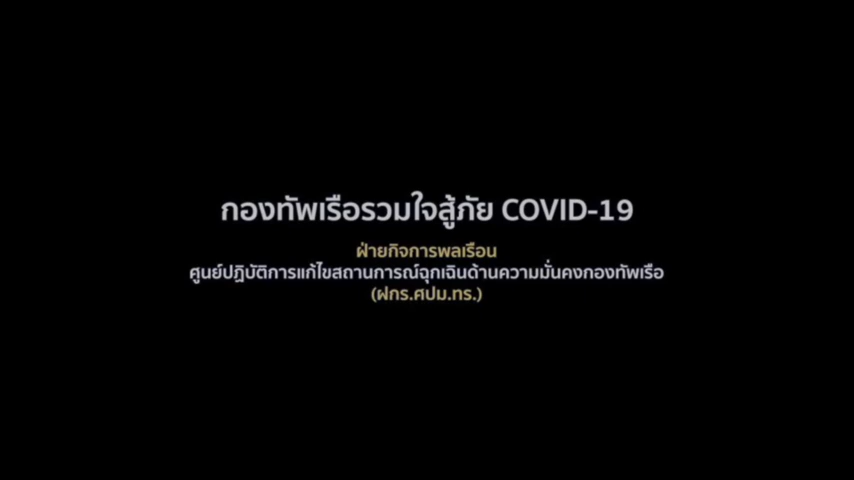 กองทัพเรือรวมใจสู้ภัย COVID-19
ฝ่ายกิจการพลเรือน
ศูนย์ปฏิบัติการแก้ไขสถานการณ์ฉุกเฉินด้านความมั่นคงกองทัพเรือ
(ฝกร.ศปม.ทร.)